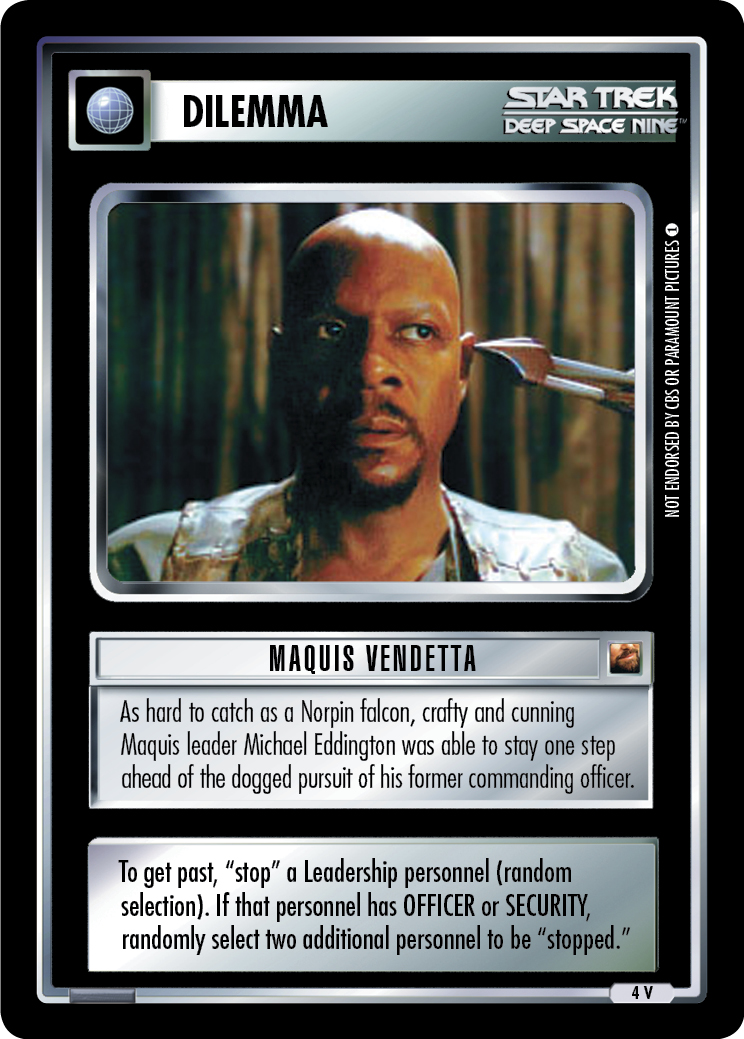 DILEMMA
STAR TREK
DEEP SPACE NINE™
NOT ENDORSED BY CBS OR PARAMOUNT PICTURES 1
MAQUIS VENDETTA
As hard to catch as a Norpin falcon, crafty and cunning
Maquis leader Michael Eddington was able to stay one step
ahead of the dogged pursuit of his former commanding officer.
To get past, “stop” a Leadership personnel (random
selection). If that personnel has OFFICER or SECURITY,
randomly select two additional personnel to be “stopped.”
4 V